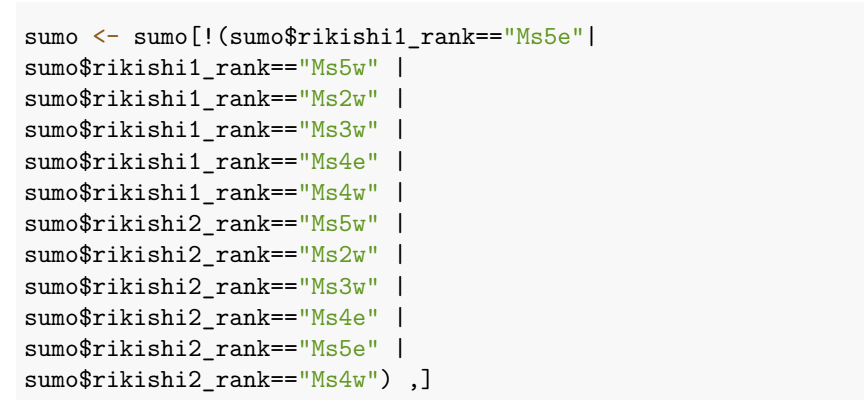 sumo <- sumo[!(sumo$rikishi1_rank=="Ms5e"|
sumo$rikishi1_rank=="Ms5w" |
sumo$rikishi1_rank=="Ms2w" |
sumo$rikishi1_rank=="Ms3w" |
sumo$rikishi1_rank=="Ms4e" |
sumo$rikishi1_rank=="Ms4w" |
sumo$rikishi2_rank=="Ms5w" |
sumo$rikishi2_rank=="Ms2w" |
sumo$rikishi2_rank=="Ms3w" |
sumo$rikishi2_rank=="Ms4e" |
sumo$rikishi2_rank=="Ms5e" |
sumo$rikishi2_rank=="Ms4w") ,]